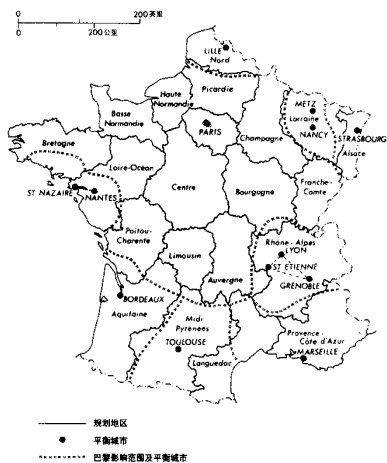 0 200 英里
0 200 公里
LILLE
Nord
Picardie
Haute
Normandie
Basse
Normandie
PARIS
Champagne
METZ
Lorraine
NANCY
STRASBOURG
Alsace
Bretagne
Loire-Océan
ST NAZAIRE
NANTES
Centre
Bourgogne
Franche-
Comte
Poitou-
Charente
Limousin
Auvergne
Rhône-Alpes
LYON
ST ETIENNE
GRENOBLE
BORDEAUX
Aquitaine
Midi
Pyrenees
TOULOUSE
Languedoc
Provence-
Côte d'Azur
MARSEILLE
规划地区
平衡城市
巴黎影响范围及平衡城市